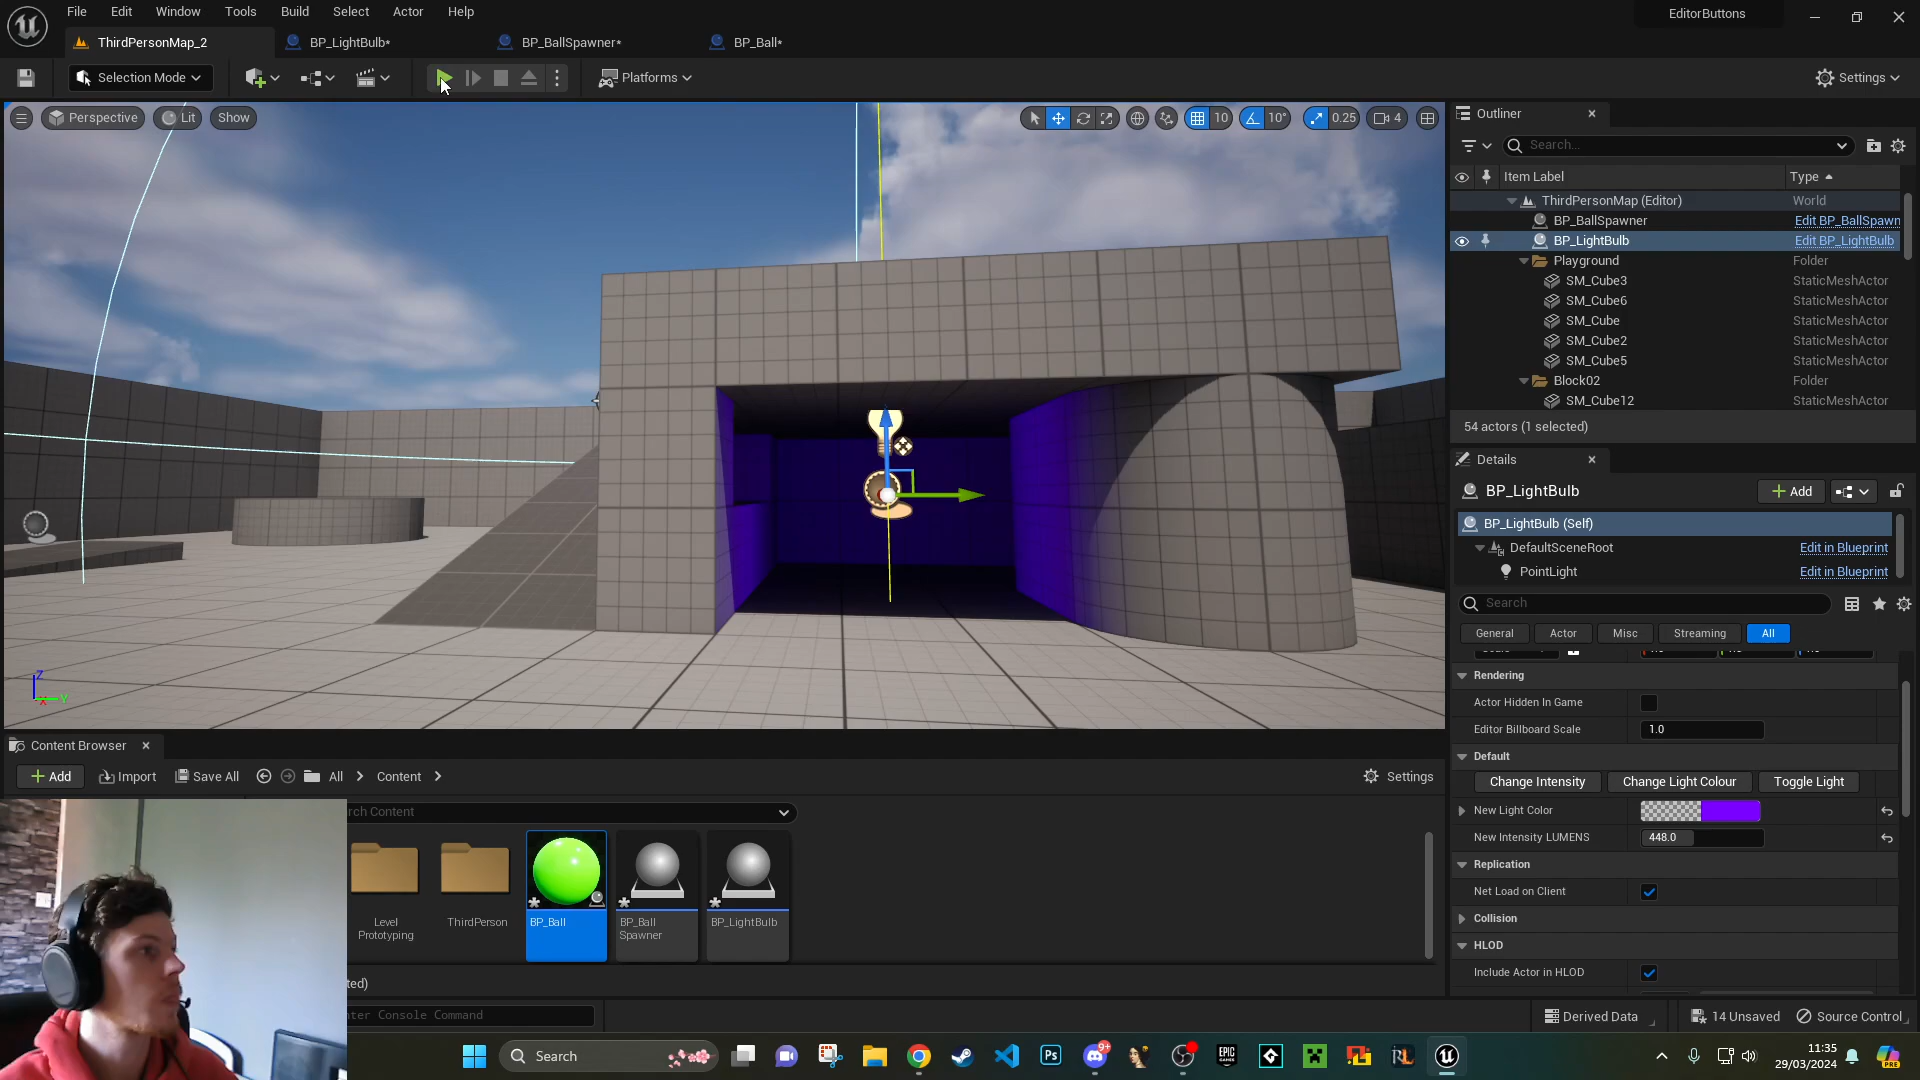 File Edit Window Tools Build Select Actor Help
EditorButtons
ThirdPersonMap_2
BP_LightBulb*
BP_BallSpawner*
BP_Ball*
Selection Mode
Platforms
Settings
Perspective
Lit
Show
10
10°
0.25
4
Outliner
Search...
Item Label
Type
ThirdPersonMap (Editor)
World
BP_BallSpawner
Edit BP_BallSpawn
BP_LightBulb
Edit BP_LightBulb
Playground
Folder
SM_Cube3
StaticMeshActor
SM_Cube6
StaticMeshActor
SM_Cube
StaticMeshActor
SM_Cube2
StaticMeshActor
SM_Cube5
StaticMeshActor
Block02
Folder
SM_Cube12
StaticMeshActor
54 actors (1 selected)
Details
BP_LightBulb
Add
BP_LightBulb (Self)
DefaultSceneRoot
Edit in Blueprint
PointLight
Edit in Blueprint
Search
General
Actor
Misc
Streaming
All
Rendering
Actor Hidden In Game
Editor Billboard Scale
1.0
Default
Change Intensity
Change Light Colour
Toggle Light
New Light Color
New Intensity LUMENS
448.0
Replication
Net Load on Client
Collision
HLOD
Include Actor in HLOD
Z
X
Y
Content Browser
Add
Import
Save All
All
Content
Settings
rch Content
Level
Prototyping
ThirdPerson
BP_Ball
BP_Ball
Spawner
BP_LightBulb
ted)
nter Console Command
Derived Data
14 Unsaved
Source Control
Search
Ps
9+
EPIC
GAMES
RL
11:35
29/03/2024
PRE